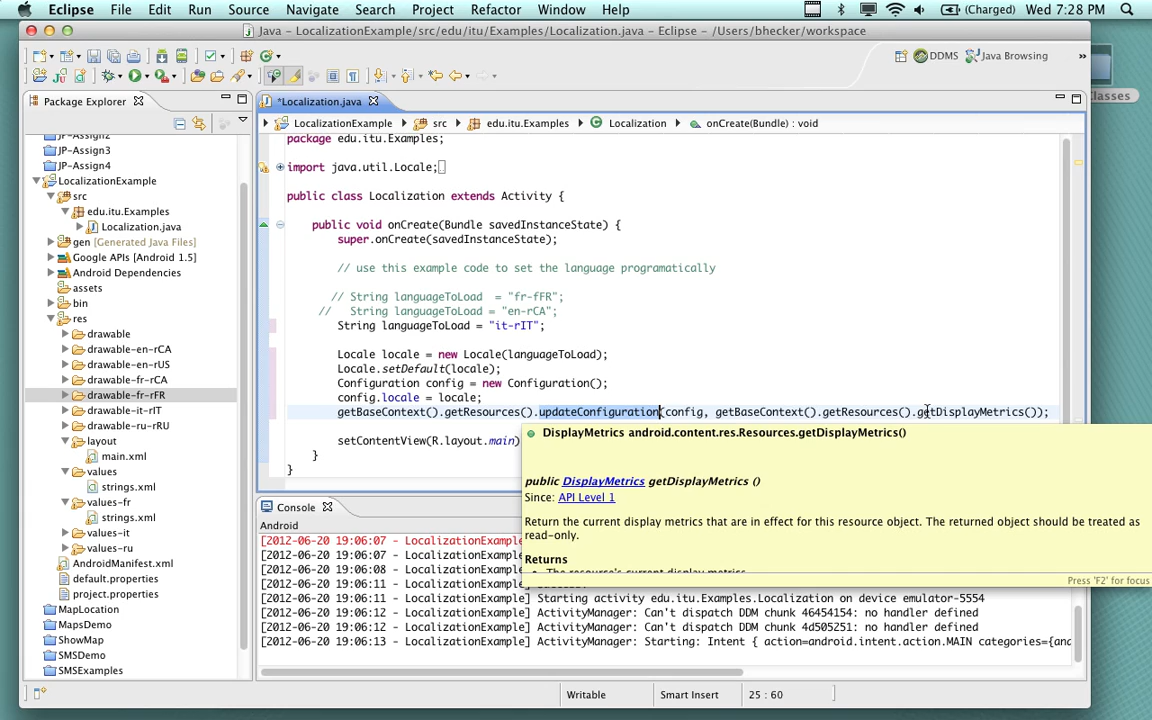 Eclipse File Edit Run Source Navigate Search Project Refactor Window Help (Charged) Wed 7:28 PM
Java – LocalizationExample/src/edu/itu/Examples/Localization.java – Eclipse – /Users/bhecker/workspace
DDMS Java Browsing »
Package Explorer
*Localization.java
Classes
LocalizationExample src edu.itu.Examples Localization onCreate(Bundle) : void
JP-Assign2
JP-Assign3
JP-Assign4
LocalizationExample
src
edu.itu.Examples
Localization.java
gen [Generated Java Files]
Google APIs [Android 1.5]
Android Dependencies
assets
bin
res
drawable
drawable-en-rCA
drawable-en-rUS
drawable-fr-rCA
drawable-fr-rFR
drawable-it-rIT
drawable-ru-rRU
layout
main.xml
values
strings.xml
values-fr
strings.xml
values-it
values-ru
AndroidManifest.xml
default.properties
project.properties
MapLocation
MapsDemo
ShowMap
SMSDemo
SMSExamples
package edu.itu.Examples;
import java.util.Locale;
public class Localization extends Activity {
public void onCreate(Bundle savedInstanceState) {
super.onCreate(savedInstanceState);
// use this example code to set the language programatically
// String languageToLoad  = "fr-fFR";
//   String languageToLoad = "en-rCA";
String languageToLoad = "it-rIT";
Locale locale = new Locale(languageToLoad);
Locale.setDefault(locale);
Configuration config = new Configuration();
config.locale = locale;
getBaseContext().getResources().updateConfiguration(config, getBaseContext().getResources().getDisplayMetrics());
setContentView(R.layout.main)
}
}
DisplayMetrics android.content.res.Resources.getDisplayMetrics()
public DisplayMetrics getDisplayMetrics ()
Since: API Level 1
Return the current display metrics that are in effect for this resource object. The returned object should be treated as
read-only.
Returns
• The resource's current display metrics.
Press 'F2' for focus
Console
Android
[2012-06-20 19:06:07 - LocalizationExample
[2012-06-20 19:06:07 - LocalizationExample
[2012-06-20 19:06:08 - LocalizationExample
[2012-06-20 19:06:11 - LocalizationExample] Success!
[2012-06-20 19:06:11 - LocalizationExample] Starting activity edu.itu.Examples.Localization on device emulator-5554
[2012-06-20 19:06:12 - LocalizationExample] ActivityManager: Can't dispatch DDM chunk 46454154: no handler defined
[2012-06-20 19:06:12 - LocalizationExample] ActivityManager: Can't dispatch DDM chunk 4d505251: no handler defined
[2012-06-20 19:06:13 - LocalizationExample] ActivityManager: Starting: Intent { action=android.intent.action.MAIN categories={and
Writable Smart Insert 25 : 60